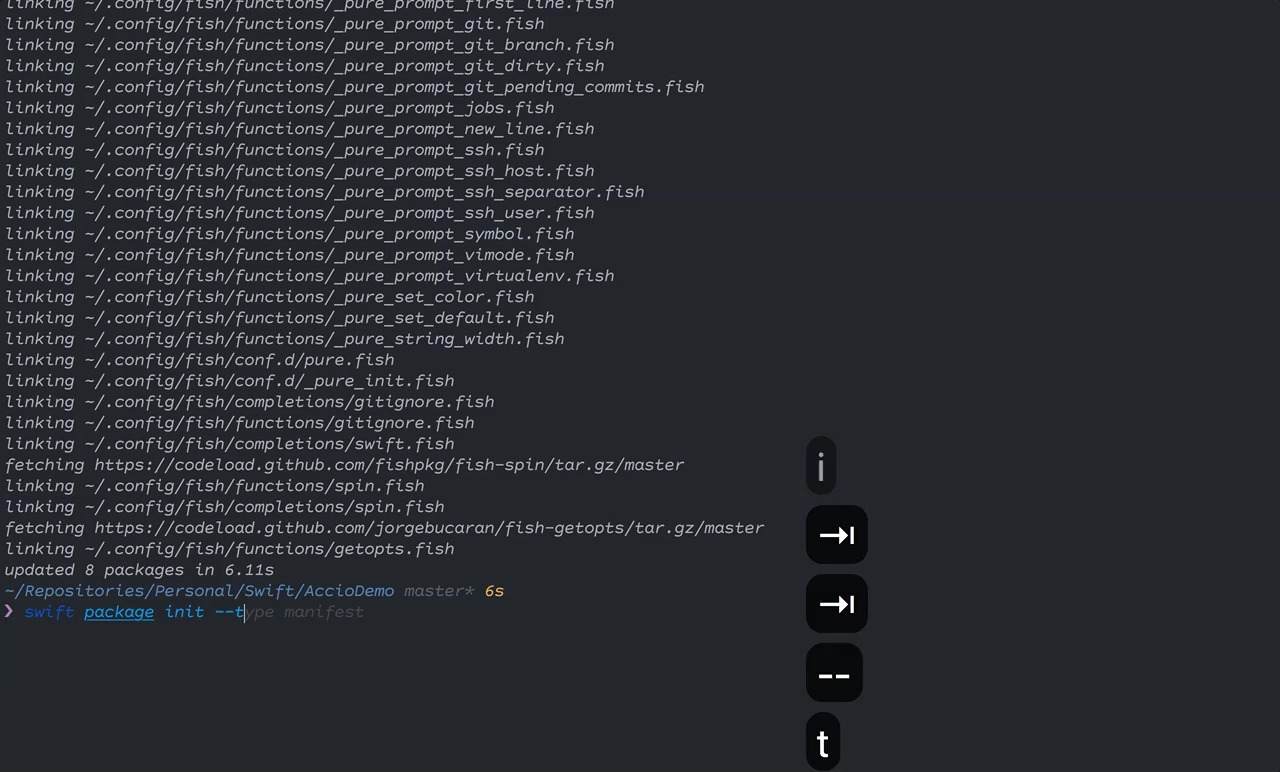 linking ~/.config/fish/functions/_pure_prompt_first_line.fish
linking ~/.config/fish/functions/_pure_prompt_git.fish
linking ~/.config/fish/functions/_pure_prompt_git_branch.fish
linking ~/.config/fish/functions/_pure_prompt_git_dirty.fish
linking ~/.config/fish/functions/_pure_prompt_git_pending_commits.fish
linking ~/.config/fish/functions/_pure_prompt_jobs.fish
linking ~/.config/fish/functions/_pure_prompt_new_line.fish
linking ~/.config/fish/functions/_pure_prompt_ssh.fish
linking ~/.config/fish/functions/_pure_prompt_ssh_host.fish
linking ~/.config/fish/functions/_pure_prompt_ssh_separator.fish
linking ~/.config/fish/functions/_pure_prompt_ssh_user.fish
linking ~/.config/fish/functions/_pure_prompt_symbol.fish
linking ~/.config/fish/functions/_pure_prompt_vimode.fish
linking ~/.config/fish/functions/_pure_prompt_virtualenv.fish
linking ~/.config/fish/functions/_pure_set_color.fish
linking ~/.config/fish/functions/_pure_set_default.fish
linking ~/.config/fish/functions/_pure_string_width.fish
linking ~/.config/fish/conf.d/pure.fish
linking ~/.config/fish/conf.d/_pure_init.fish
linking ~/.config/fish/completions/gitignore.fish
linking ~/.config/fish/functions/gitignore.fish
linking ~/.config/fish/completions/swift.fish
fetching https://codeload.github.com/fishpkg/fish-spin/tar.gz/master
linking ~/.config/fish/functions/spin.fish
linking ~/.config/fish/completions/spin.fish
fetching https://codeload.github.com/jorgebucaran/fish-getopts/tar.gz/master
linking ~/.config/fish/functions/getopts.fish
updated 8 packages in 6.11s
~/Repositories/Personal/Swift/AccioDemo master* 6s
❯ swift package init --type manifest
i
⇥
⇥
--
t